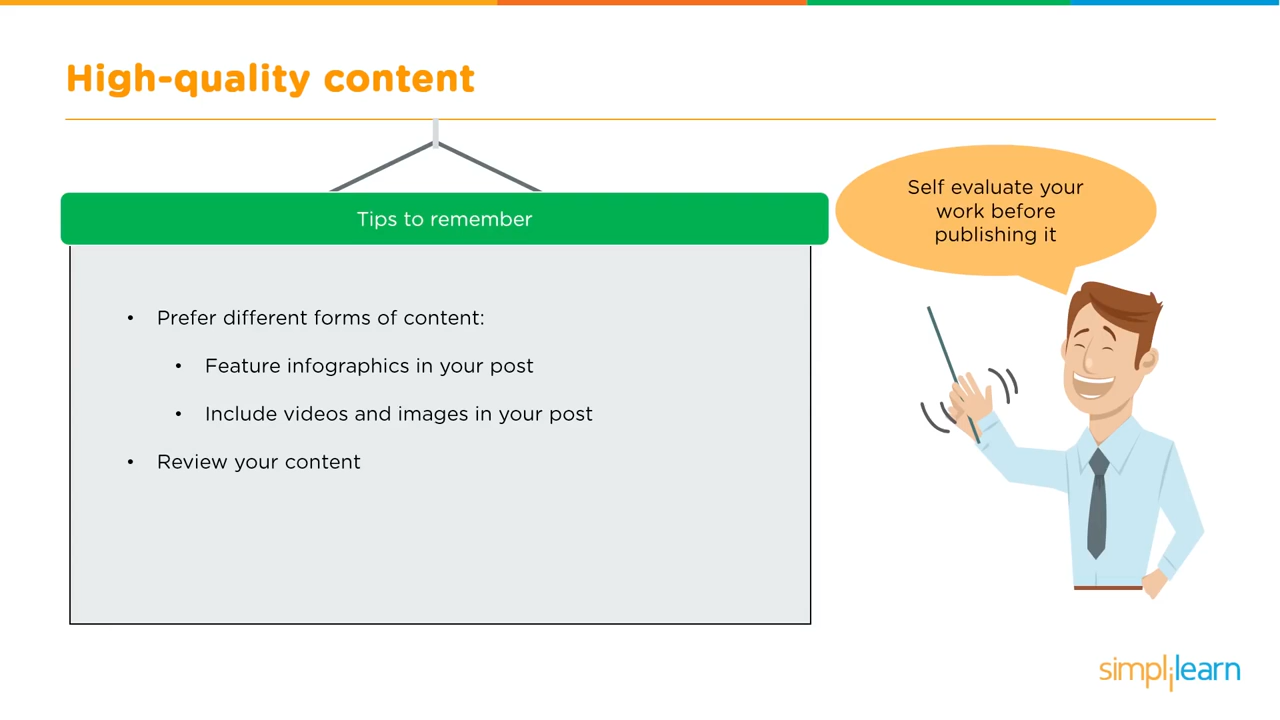 High-quality content
Tips to remember
Self evaluate your
work before
publishing it
• Prefer different forms of content:
• Feature infographics in your post
• Include videos and images in your post
• Review your content
simplilearn